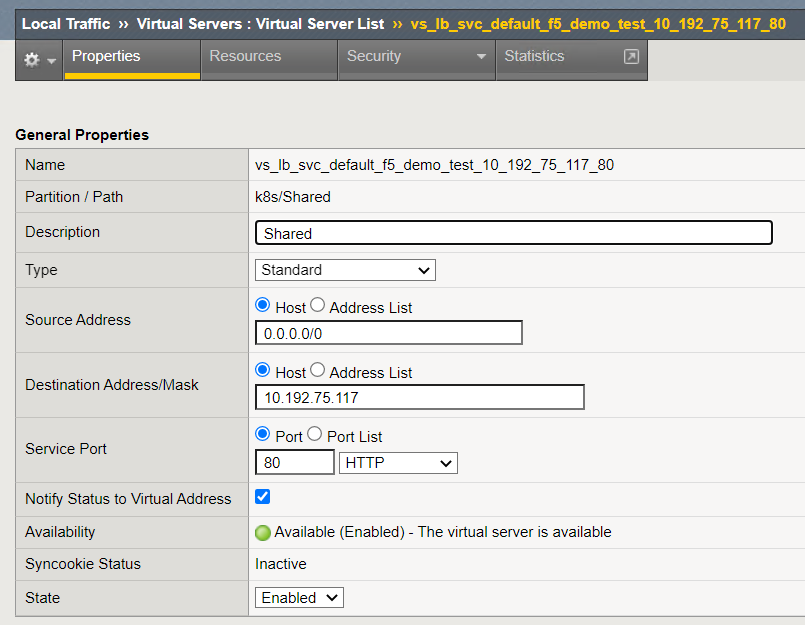 Local Traffic ›› Virtual Servers : Virtual Server List ›› vs_lb_svc_default_f5_demo_test_10_192_75_117_80
Properties Resources Security Statistics
General Properties
Name vs_lb_svc_default_f5_demo_test_10_192_75_117_80
Partition / Path k8s/Shared
Description Shared
Type Standard
Source Address Host Address List
0.0.0.0/0
Destination Address/Mask Host Address List
10.192.75.117
Service Port Port Port List
80 HTTP
Notify Status to Virtual Address
Availability Available (Enabled) - The virtual server is available
Syncookie Status Inactive
State Enabled